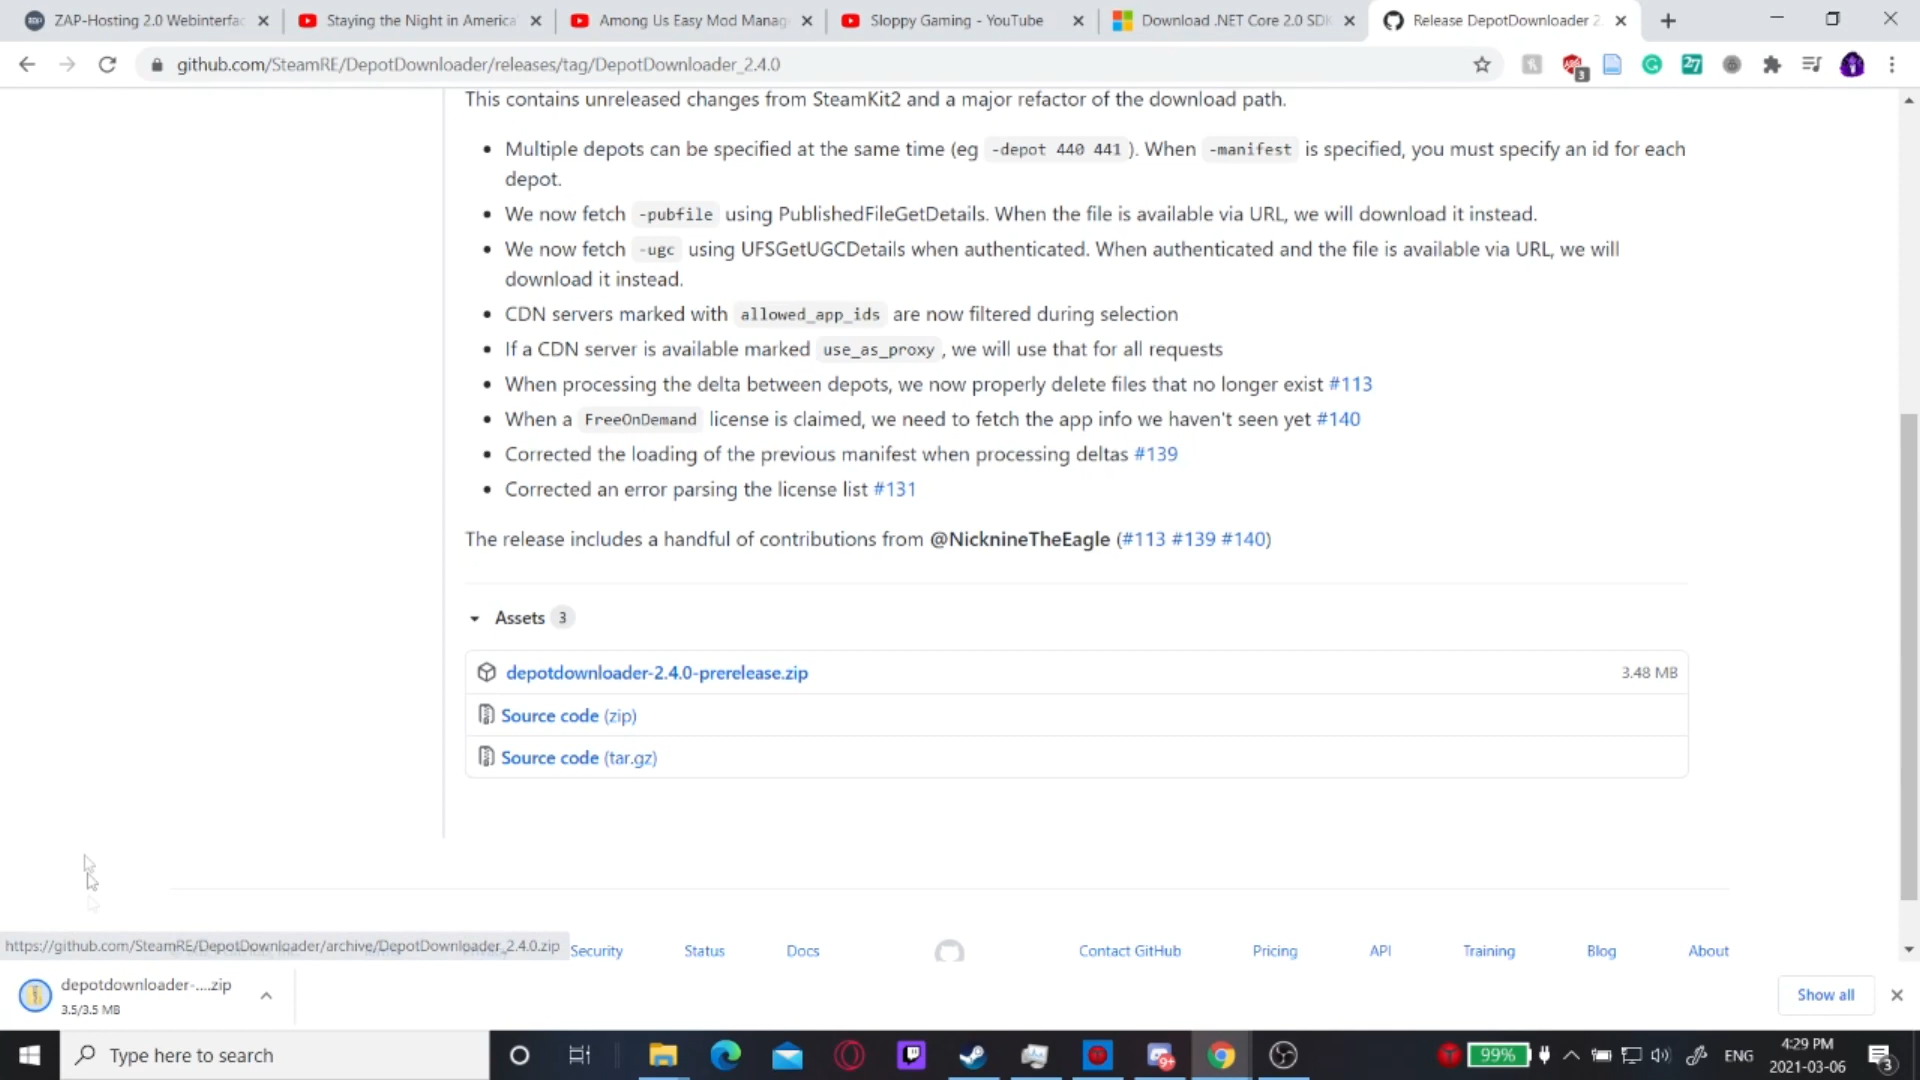 ZAP-Hosting 2.0 Webinterfac
Staying the Night in America'
Among Us Easy Mod Manag
Sloppy Gaming - YouTube
Download .NET Core 2.0 SDK
Release DepotDownloader 2.
github.com/SteamRE/DepotDownloader/releases/tag/DepotDownloader_2.4.0
3
27
This contains unreleased changes from SteamKit2 and a major refactor of the download path.
Multiple depots can be specified at the same time (eg -depot 440 441 ). When -manifest is specified, you must specify an id for each
depot.
We now fetch -pubfile using PublishedFileGetDetails. When the file is available via URL, we will download it instead.
We now fetch -ugc using UFSGetUGCDetails when authenticated. When authenticated and the file is available via URL, we will
download it instead.
CDN servers marked with allowed_app_ids are now filtered during selection
If a CDN server is available marked use_as_proxy , we will use that for all requests
When processing the delta between depots, we now properly delete files that no longer exist #113
When a FreeOnDemand license is claimed, we need to fetch the app info we haven't seen yet #140
Corrected the loading of the previous manifest when processing deltas #139
Corrected an error parsing the license list #131
The release includes a handful of contributions from @NicknineTheEagle (#113 #139 #140)
Assets 3
depotdownloader-2.4.0-prerelease.zip 3.48 MB
Source code (zip)
Source code (tar.gz)
https://github.com/SteamRE/DepotDownloader/archive/DepotDownloader_2.4.0.zip
Security Status Docs Contact GitHub Pricing API Training Blog About
depotdownloader-....zip
3.5/3.5 MB
Show all
Type here to search
9+
99%
ENG
4:29 PM
2021-03-06
3